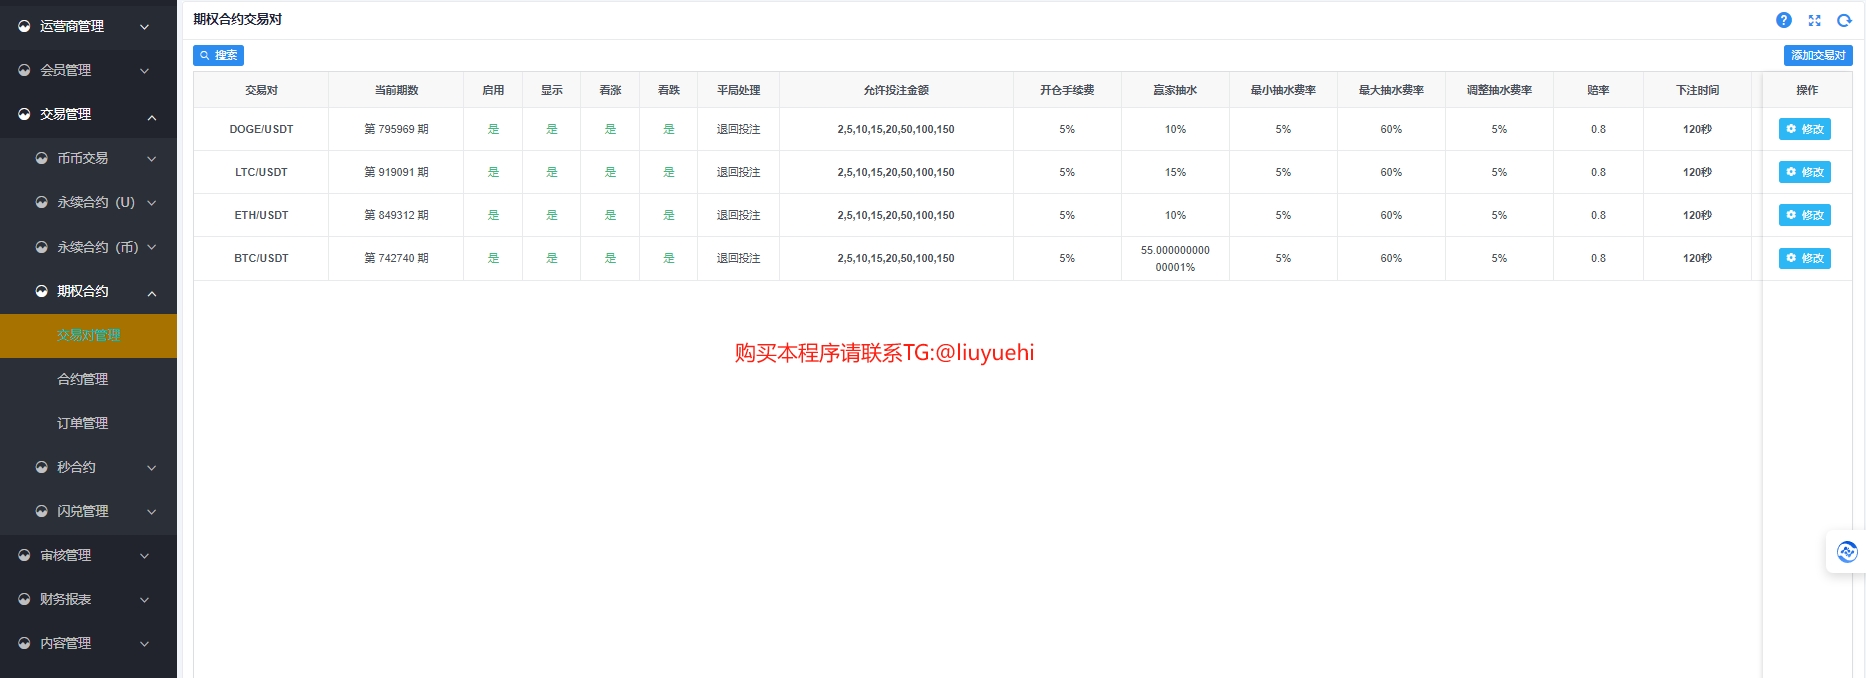 运营商管理
会员管理
交易管理
币币交易
永续合约（U）
永续合约（币）
期权合约
交易对管理
合约管理
订单管理
秒合约
闪兑管理
审核管理
财务报表
内容管理
期权合约交易对
搜索
添加交易对
交易对 当前期数 启用 显示 看涨 看跌 平局处理 允许投注金额 开仓手续费 赢家抽水 最小抽水费率 最大抽水费率 调整抽水费率 赔率 下注时间 操作
DOGE/USDT 第 795969 期 是 是 是 是 退回投注 2,5,10,15,20,50,100,150 5% 10% 5% 60% 5% 0.8 120秒 修改
LTC/USDT 第 919091 期 是 是 是 是 退回投注 2,5,10,15,20,50,100,150 5% 15% 5% 60% 5% 0.8 120秒 修改
ETH/USDT 第 849312 期 是 是 是 是 退回投注 2,5,10,15,20,50,100,150 5% 10% 5% 60% 5% 0.8 120秒 修改
BTC/USDT 第 742740 期 是 是 是 是 退回投注 2,5,10,15,20,50,100,150 5% 55.00000000000001% 5% 60% 5% 0.8 120秒 修改
购买本程序请联系TG:@liuyuehi